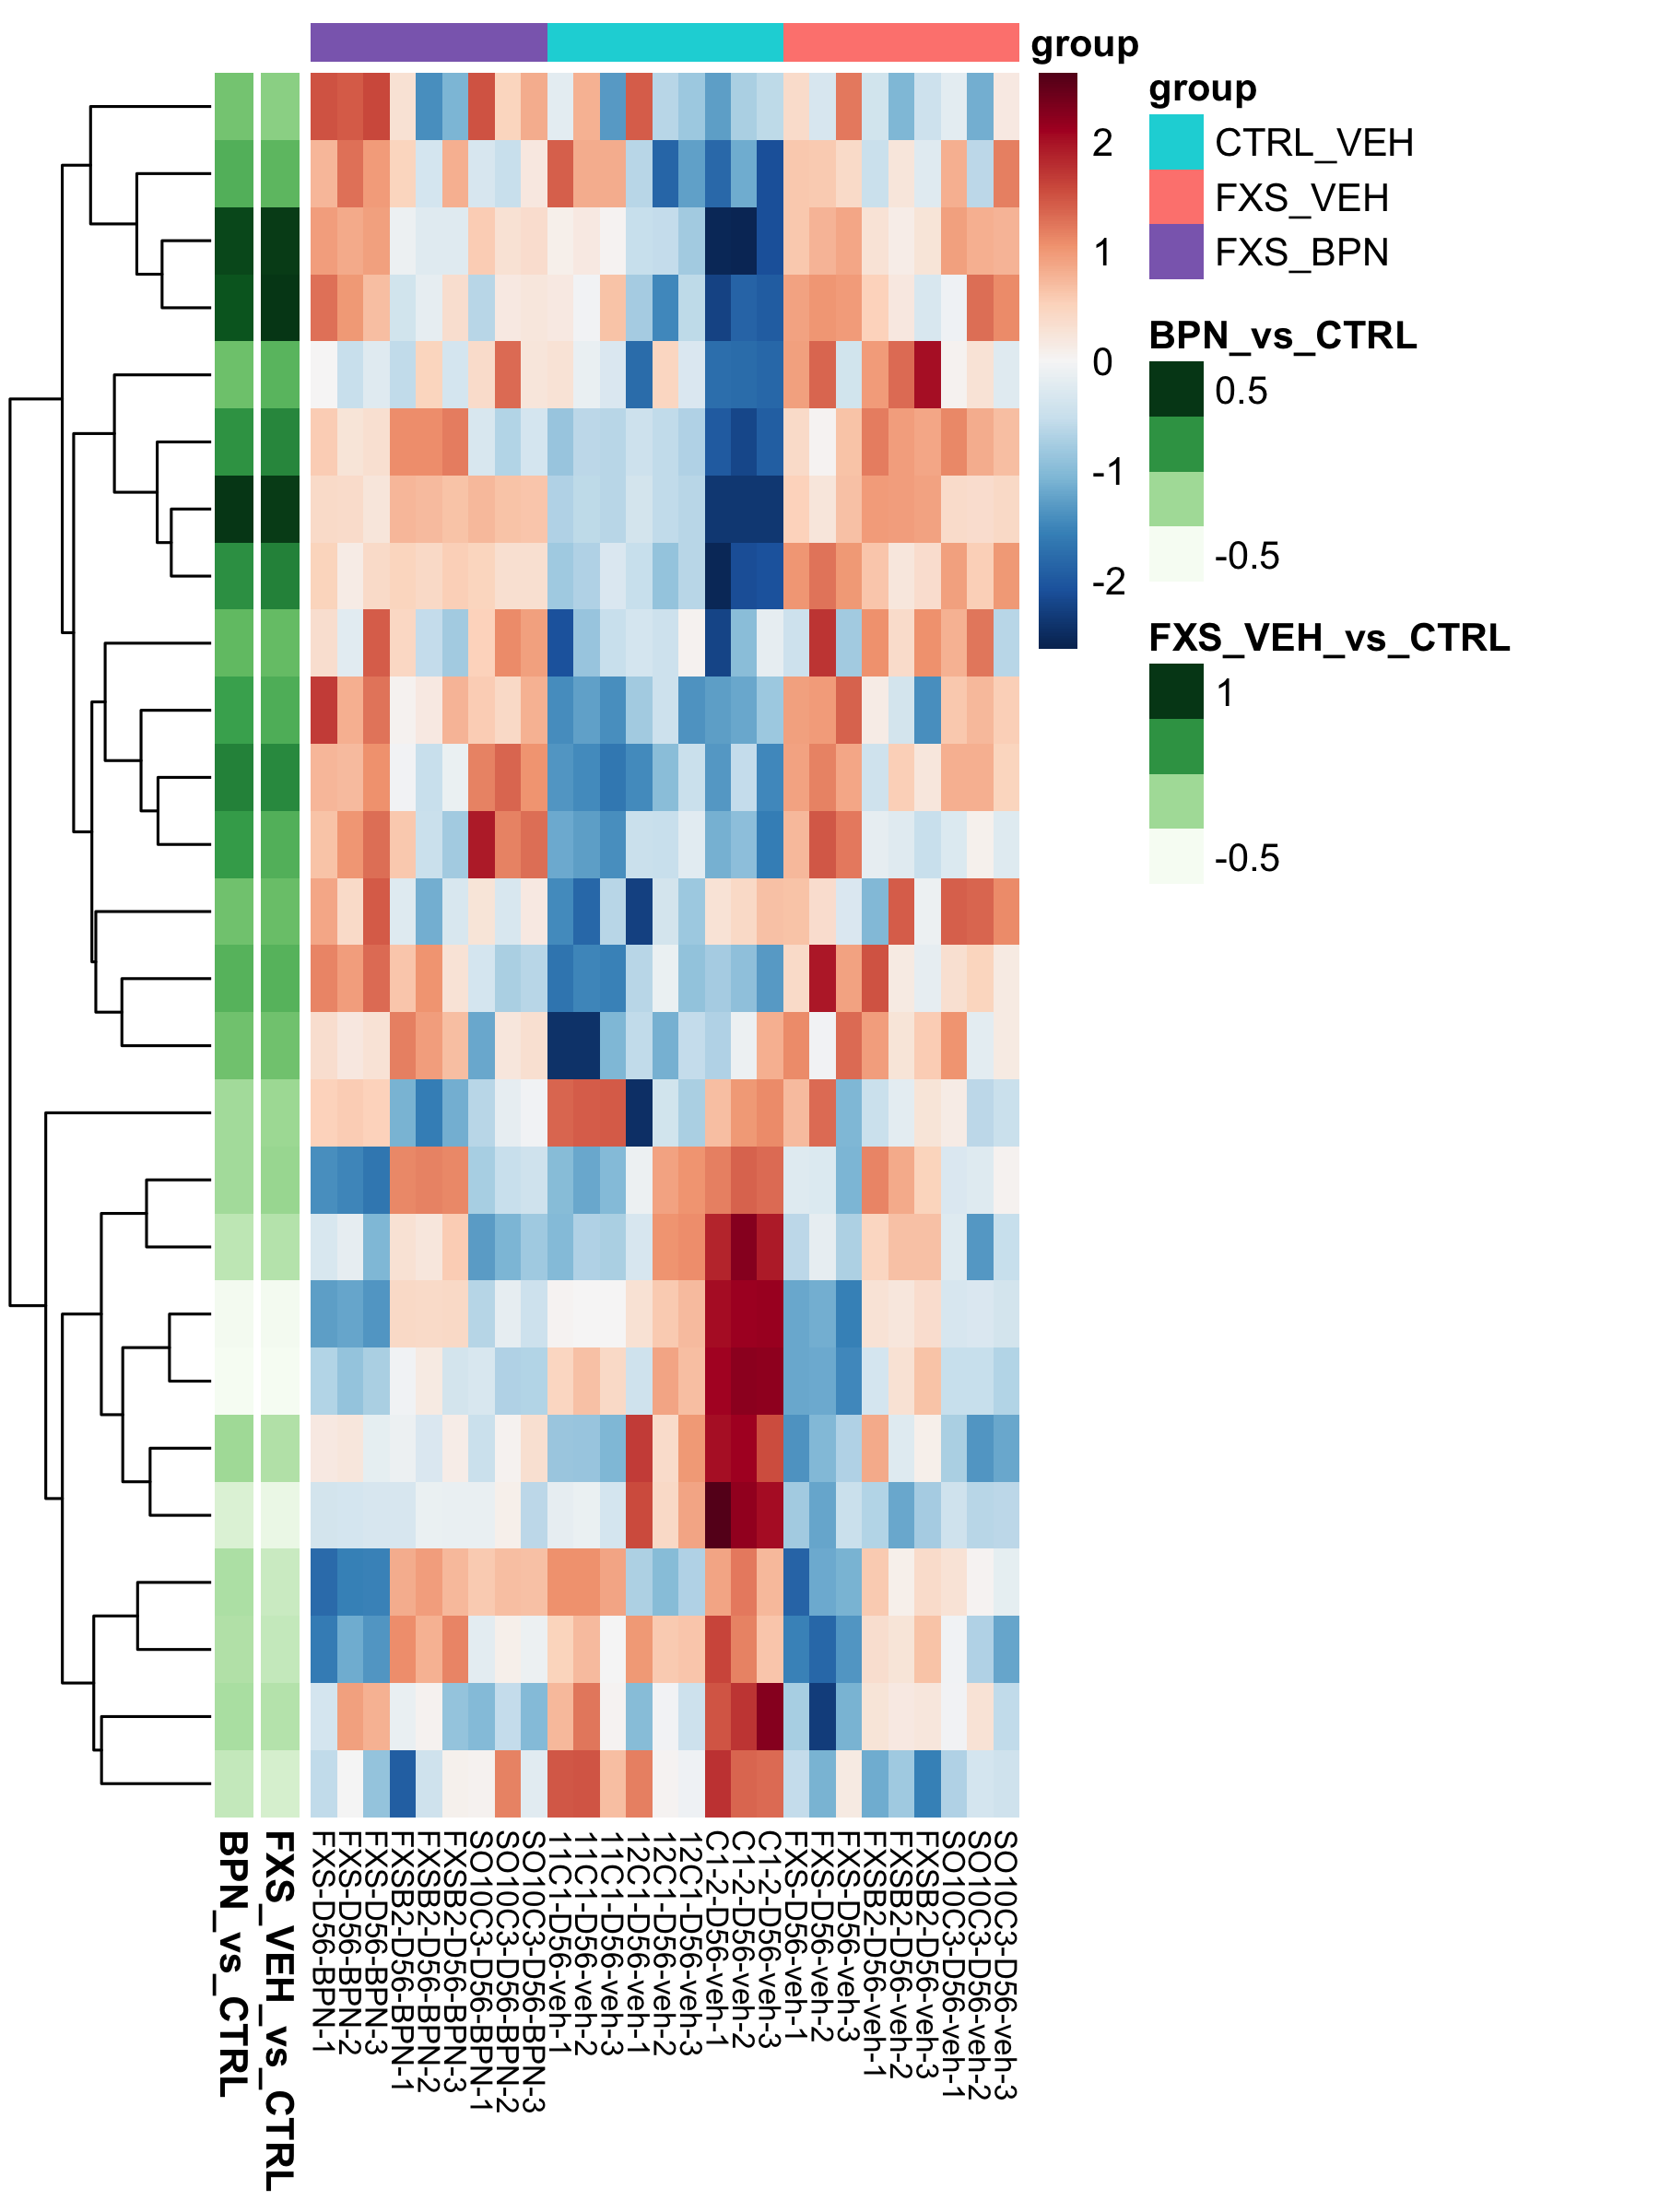 group
2
1
0
-1
-2
group
CTRL_VEH
FXS_VEH
FXS_BPN
BPN_vs_CTRL
0.5
-0.5
FXS_VEH_vs_CTRL
1
-0.5
BPN_vs_CTRL
FXS_VEH_vs_CTRL
FXS-D56-BPN-1
FXS-D56-BPN-2
FXS-D56-BPN-3
FXSB2-D56-BPN-1
FXSB2-D56-BPN-2
FXSB2-D56-BPN-3
SO10C3-D56-BPN-1
SO10C3-D56-BPN-2
SO10C3-D56-BPN-3
11C1-D56-veh-1
11C1-D56-veh-2
11C1-D56-veh-3
12C1-D56-veh-1
12C1-D56-veh-2
12C1-D56-veh-3
C1-2-D56-veh-1
C1-2-D56-veh-2
C1-2-D56-veh-3
FXS-D56-veh-1
FXS-D56-veh-2
FXS-D56-veh-3
FXSB2-D56-veh-1
FXSB2-D56-veh-2
FXSB2-D56-veh-3
SO10C3-D56-veh-1
SO10C3-D56-veh-2
SO10C3-D56-veh-3